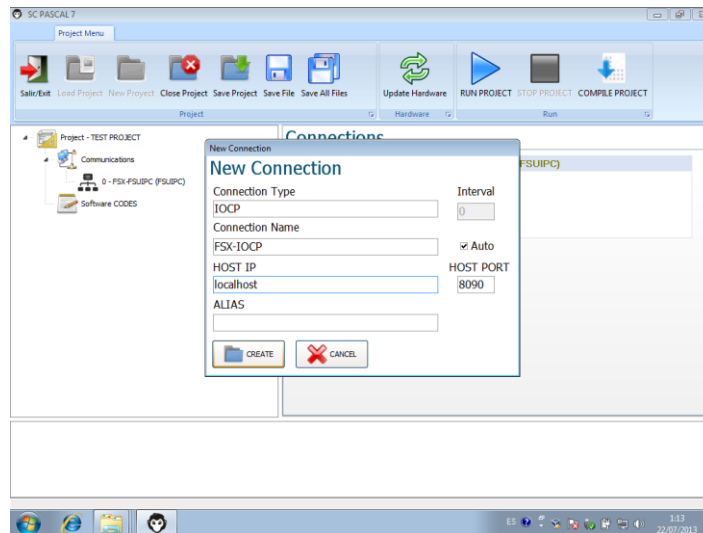 SC PASCAL 7
Project Menu
Salir/Exit Load Project New Proyect Close Project Save Project Save File Save All Files Update Hardware RUN PROJECT STOP PROJECT COMPILE PROJECT
Project Hardware Run
Project - TEST PROJECT
Communications
0 - FSX-FSUIPC (FSUIPC)
Software CODES
Connections
FSUIPC)
New Connection
New Connection
Connection Type Interval
IOCP 0
Connection Name
FSX-IOCP Auto
HOST IP HOST PORT
localhost 8090
ALIAS
CREATE CANCEL
ES 1:13
22/07/2013